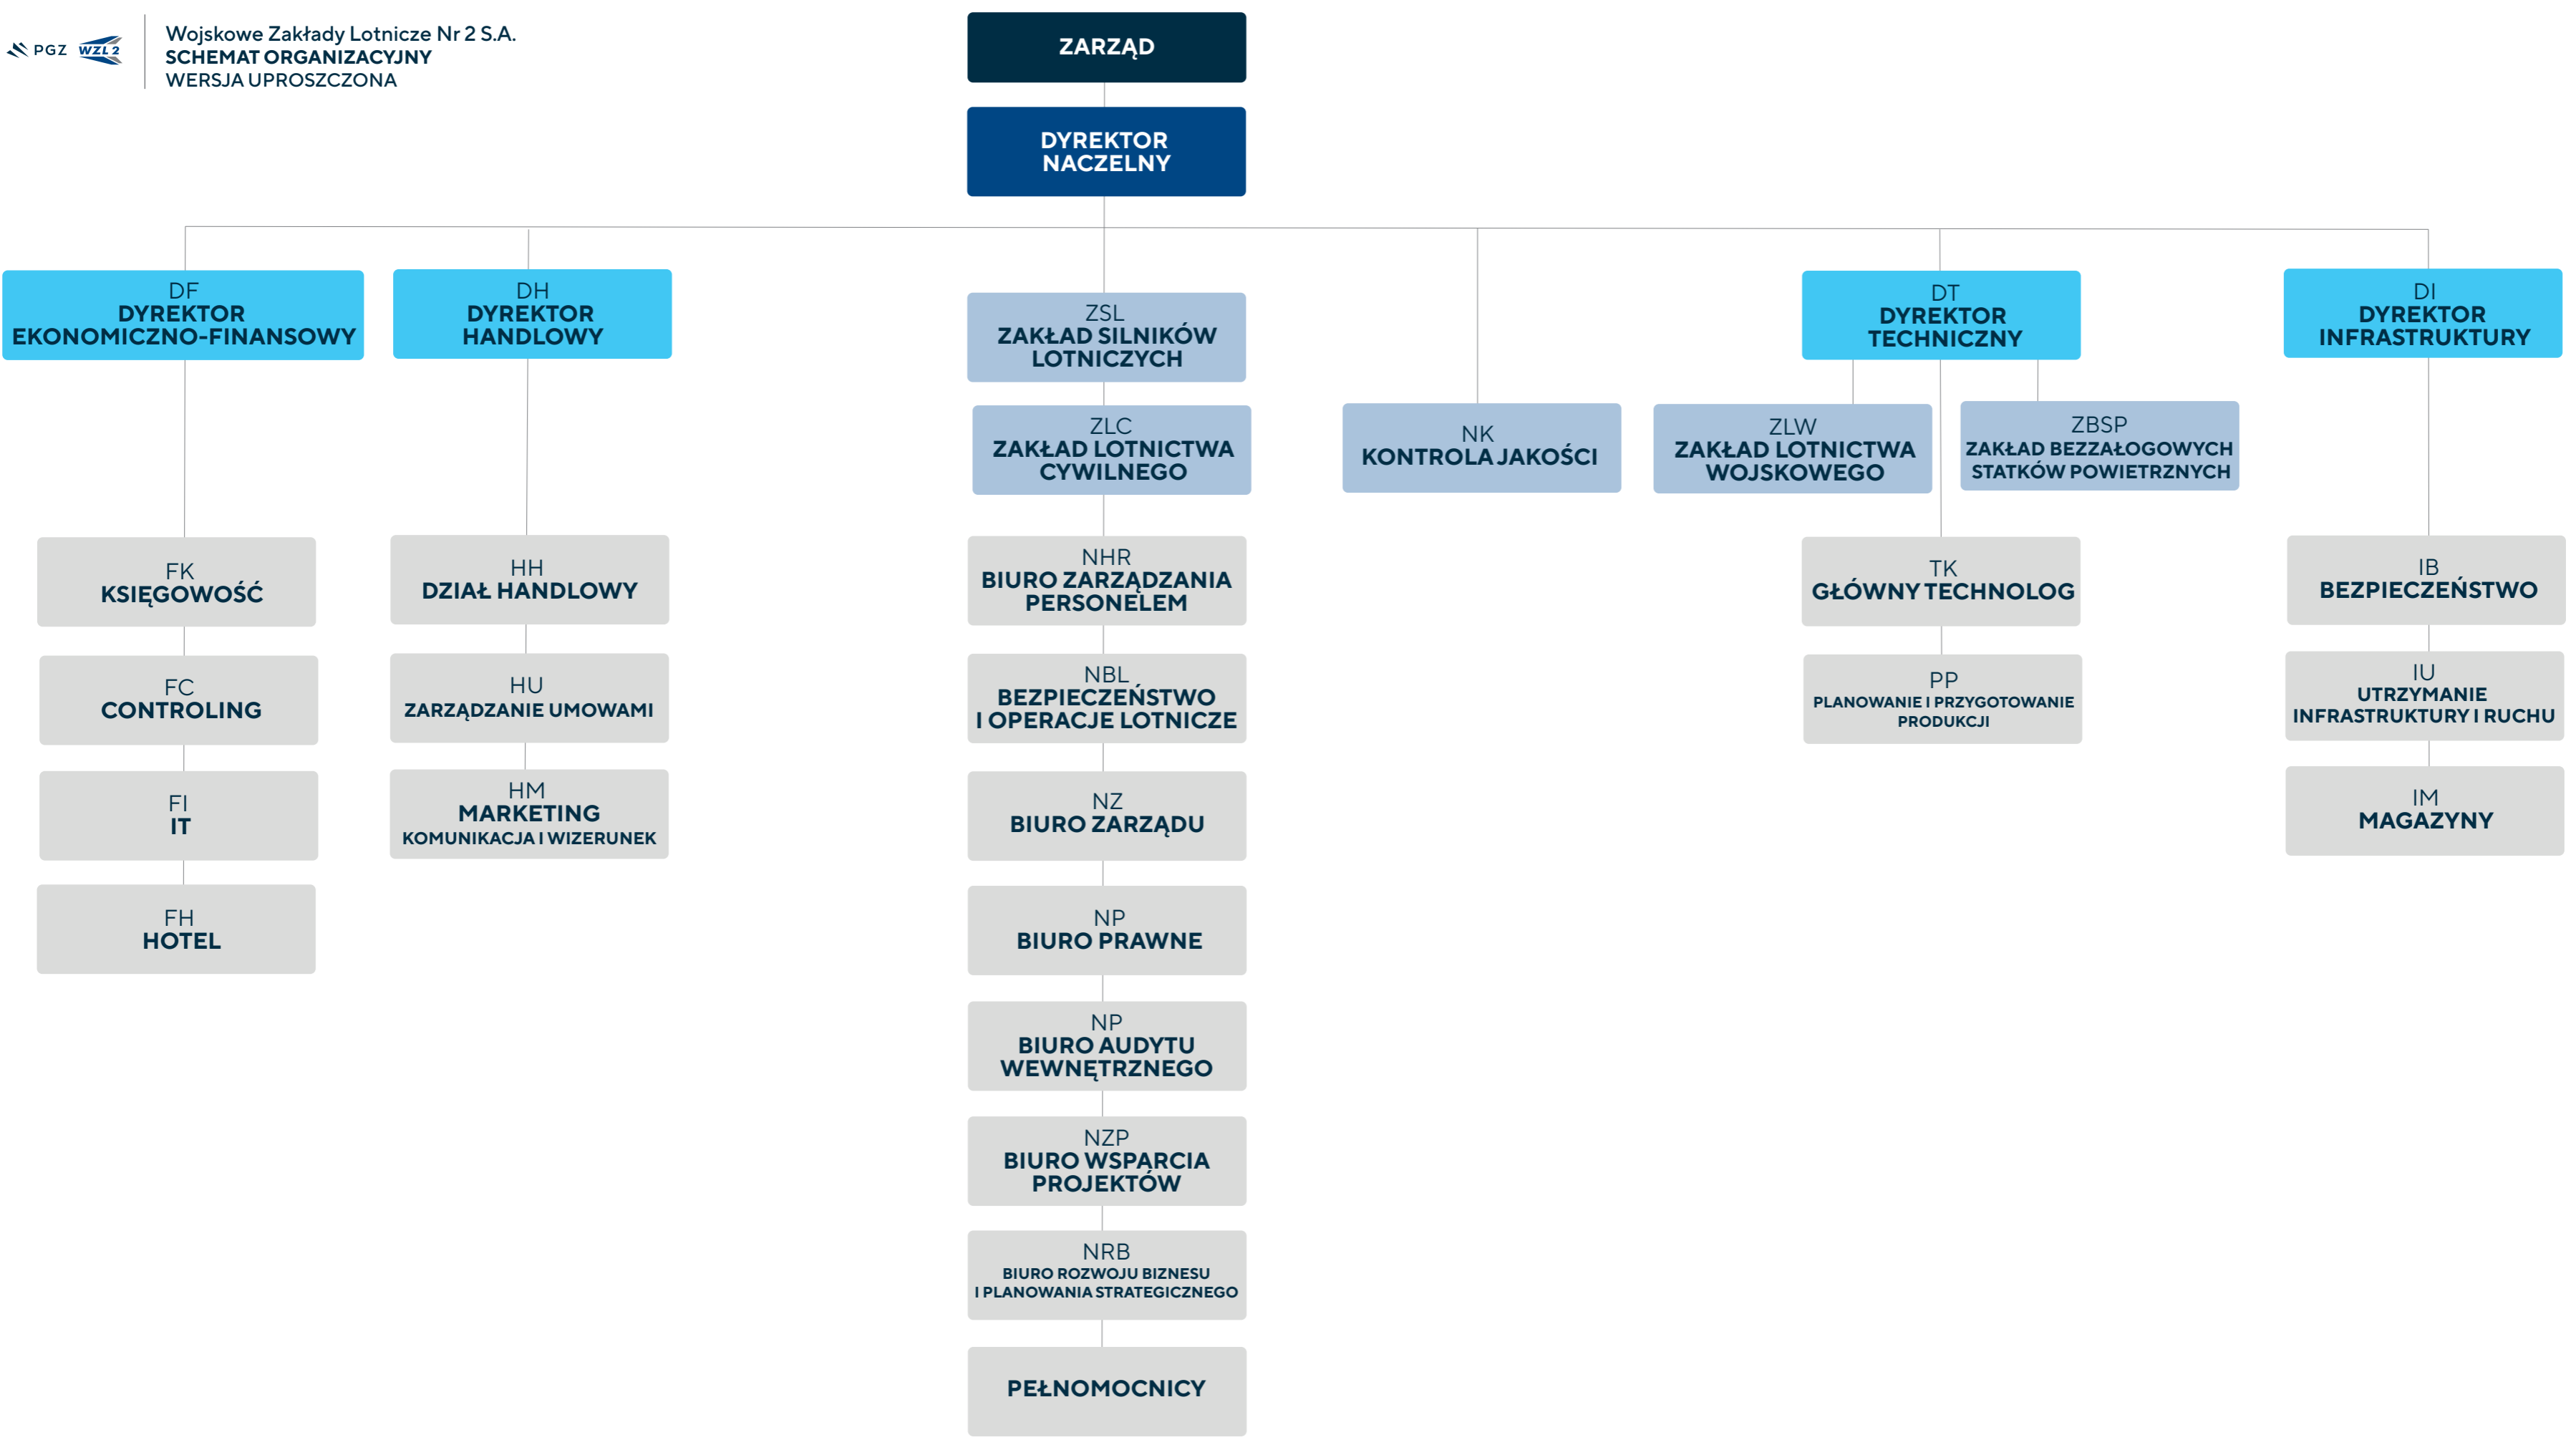 PGZ
WZL 2
Wojskowe Zakłady Lotnicze Nr 2 S.A.
SCHEMAT ORGANIZACYJNY
WERSJA UPROSZCZONA
ZARZĄD
DYREKTOR
NACZELNY
DF
DYREKTOR
EKONOMICZNO-FINANSOWY
FK
KSIĘGOWOŚĆ
FC
CONTROLING
FI
IT
FH
HOTEL
DH
DYREKTOR
HANDLOWY
HH
DZIAŁ HANDLOWY
HU
ZARZĄDZANIE UMOWAMI
HM
MARKETING
KOMUNIKACJA I WIZERUNEK
ZSL
ZAKŁAD SILNIKÓW
LOTNICZYCH
ZLC
ZAKŁAD LOTNICTWA
CYWILNEGO
NHR
BIURO ZARZĄDZANIA
PERSONELEM
NBL
BEZPIECZEŃSTWO
I OPERACJE LOTNICZE
NZ
BIURO ZARZĄDU
NP
BIURO PRAWNE
NP
BIURO AUDYTU
WEWNĘTRZNEGO
NZP
BIURO WSPARCIA
PROJEKTÓW
NRB
BIURO ROZWOJU BIZNESU
I PLANOWANIA STRATEGICZNEGO
PEŁNOMOCNICY
NK
KONTROLA JAKOŚCI
DT
DYREKTOR
TECHNICZNY
ZLW
ZAKŁAD LOTNICTWA
WOJSKOWEGO
ZBSP
ZAKŁAD BEZZAŁOGOWYCH
STATKÓW POWIETRZNYCH
TK
GŁÓWNY TECHNOLOG
PP
PLANOWANIE I PRZYGOTOWANIE
PRODUKCJI
DI
DYREKTOR
INFRASTRUKTURY
IB
BEZPIECZEŃSTWO
IU
UTRZYMANIE
INFRASTRUKTURY I RUCHU
IM
MAGAZYNY